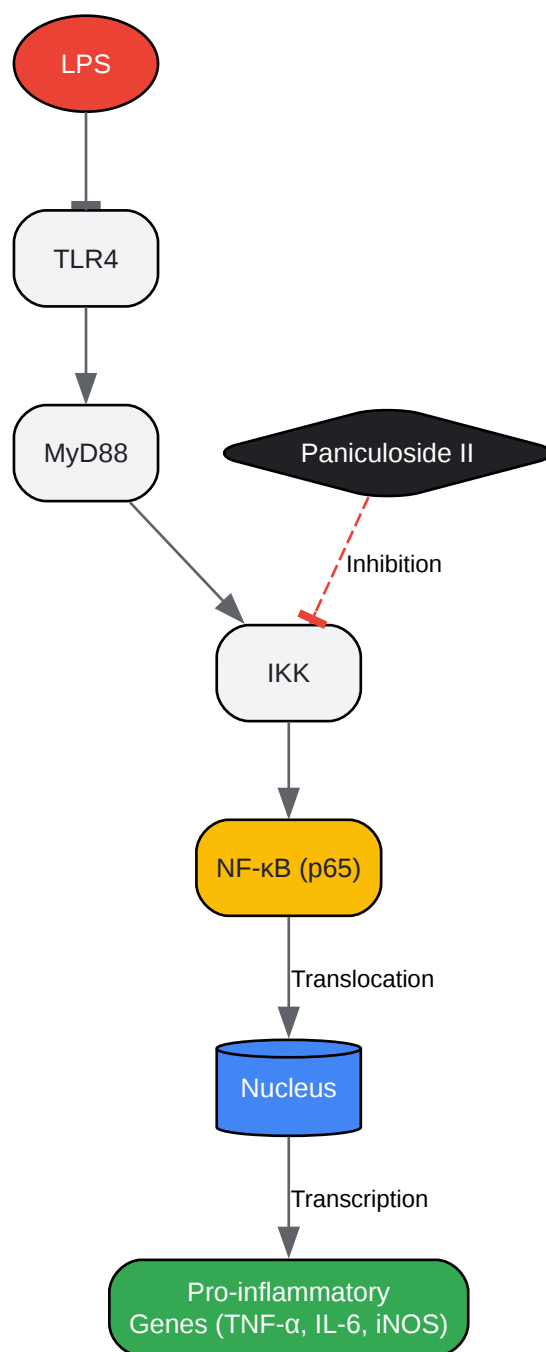 LPS
TLR4
MyD88
Paniculoside II
Inhibition
IKK
NF-κB (p65)
Translocation
Nucleus
Transcription
Pro-inflammatory
Genes (TNF-α, IL-6, iNOS)